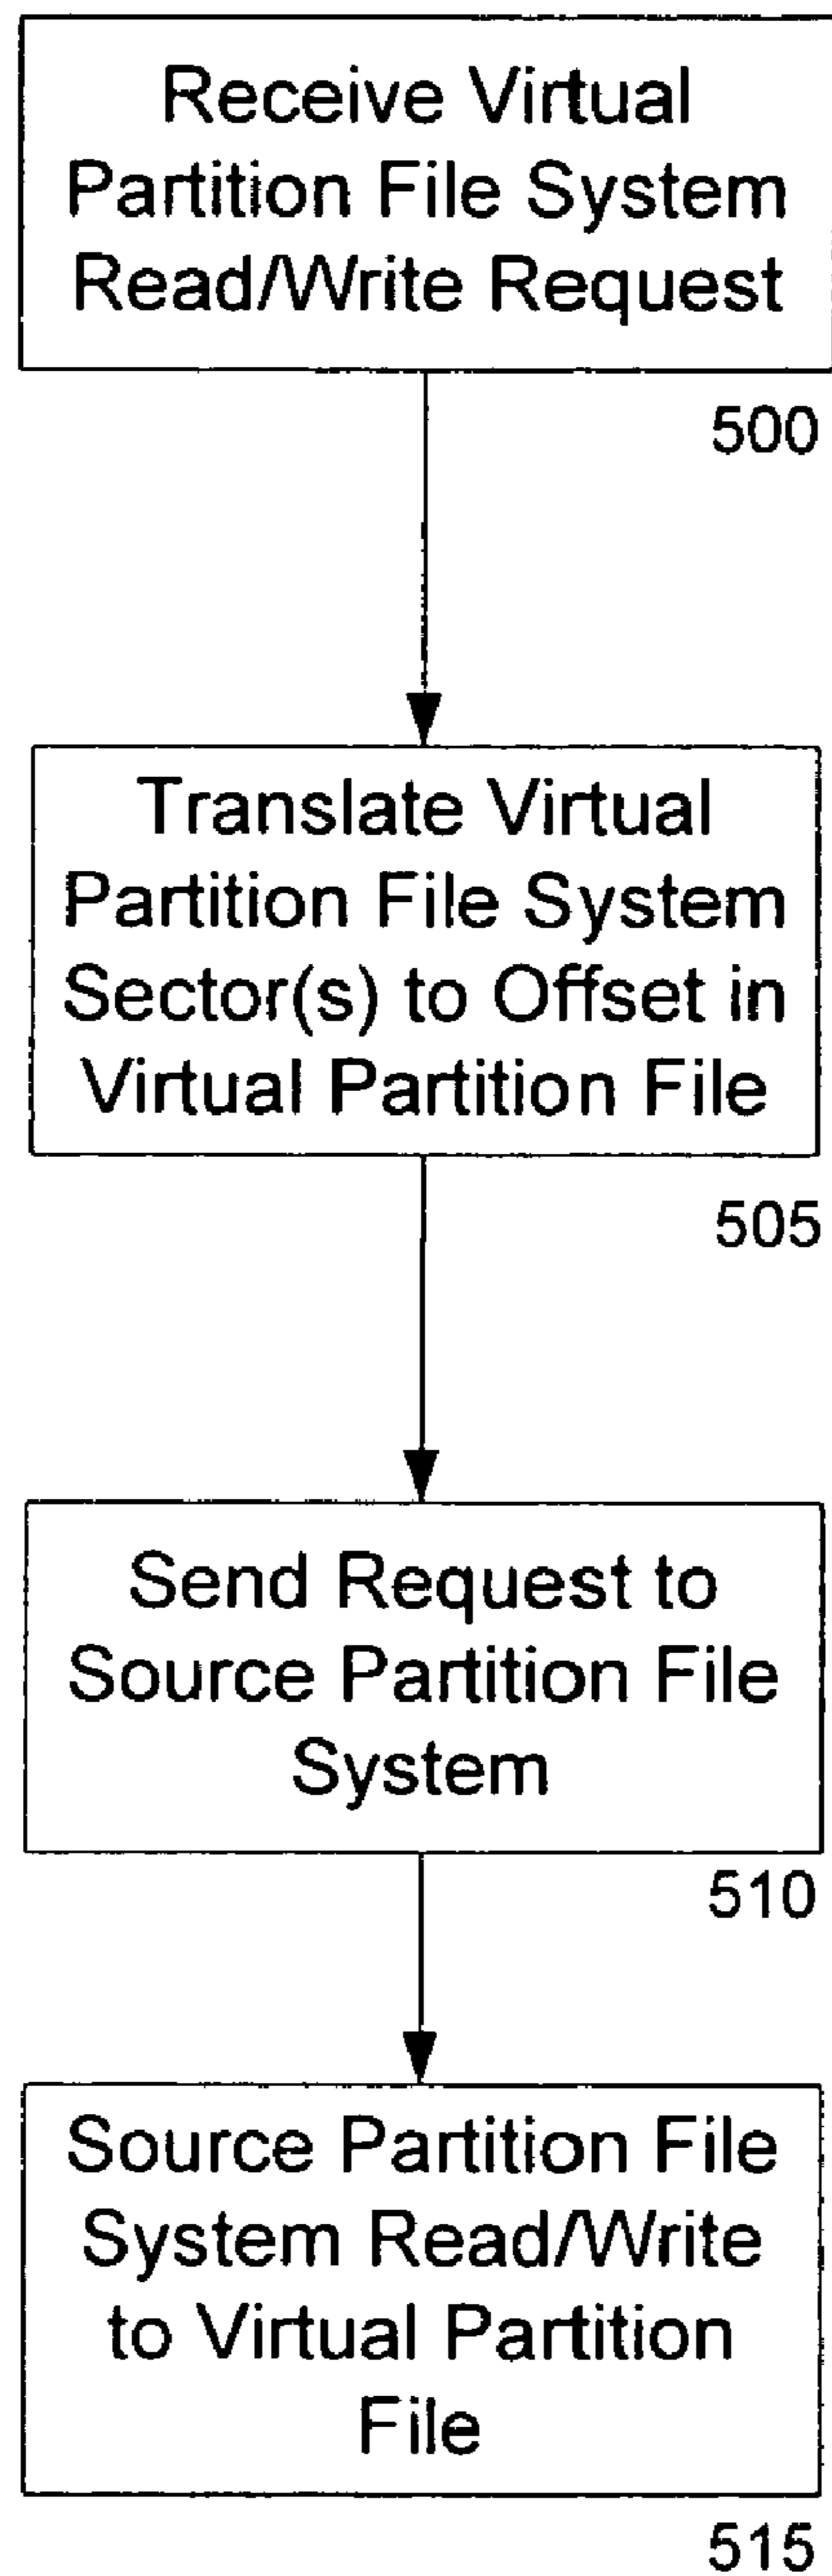 Receive Virtual
Partition File System
Read/Write Request
500
Translate Virtual
Partition File System
Sector(s) to Offset in
Virtual Partition File
505
Send Request to
Source Partition File
System
510
Source Partition File
System Read/Write
to Virtual Partition
File
515